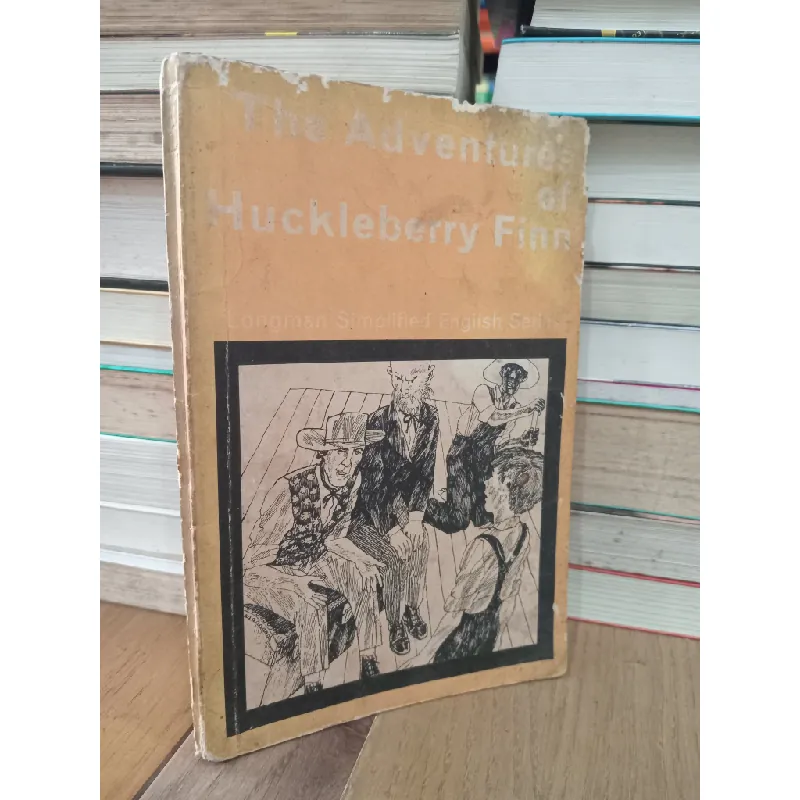 The Adventures
of
Huckleberry Finn
Longman Simplified English Series